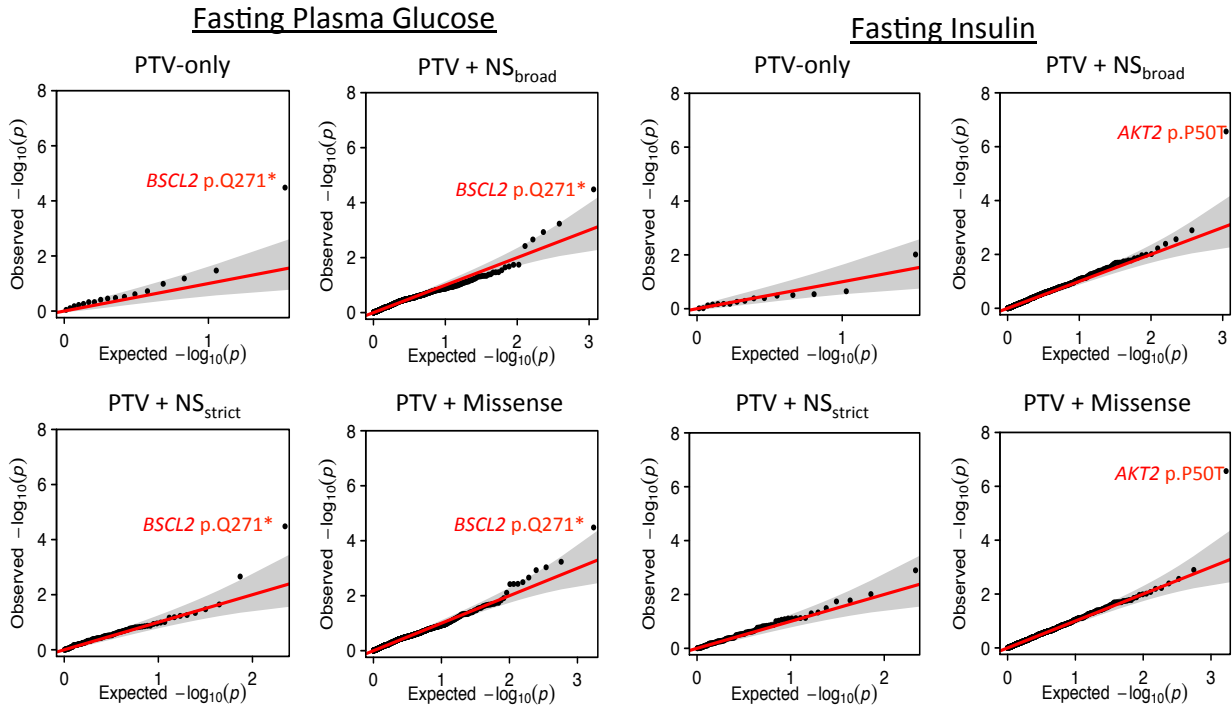 Fasting Plasma Glucose
PTV-only
8
6
4
2
0
Observed −log10(p)
BSCL2 p.Q271*
0 1
Expected −log10(p)
PTV + NSbroad
8
6
4
2
0
Observed −log10(p)
BSCL2 p.Q271*
0 1 2 3
Expected −log10(p)
PTV + NSstrict
8
6
4
2
0
Observed −log10(p)
BSCL2 p.Q271*
0 1 2
Expected −log10(p)
PTV + Missense
8
6
4
2
0
Observed −log10(p)
BSCL2 p.Q271*
0 1 2 3
Expected −log10(p)
Fasting Insulin
PTV-only
8
6
4
2
0
Observed −log10(p)
0 1
Expected −log10(p)
PTV + NSbroad
8
6
4
2
0
Observed −log10(p)
AKT2 p.P50T
0 1 2 3
Expected −log10(p)
PTV + NSstrict
8
6
4
2
0
Observed −log10(p)
0 1 2
Expected −log10(p)
PTV + Missense
8
6
4
2
0
Observed −log10(p)
AKT2 p.P50T
0 1 2 3
Expected −log10(p)